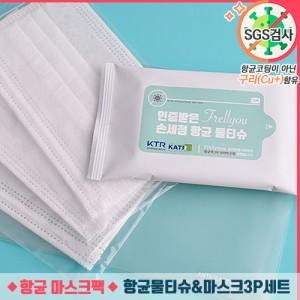 SGS검사
항균코팅이 아닌
구리(Cu+)함유
인증받은 Frellyou
손세정 항균 물티슈
KTR KATRI
항균 마스크팩
항균물티슈&마스크3P세트